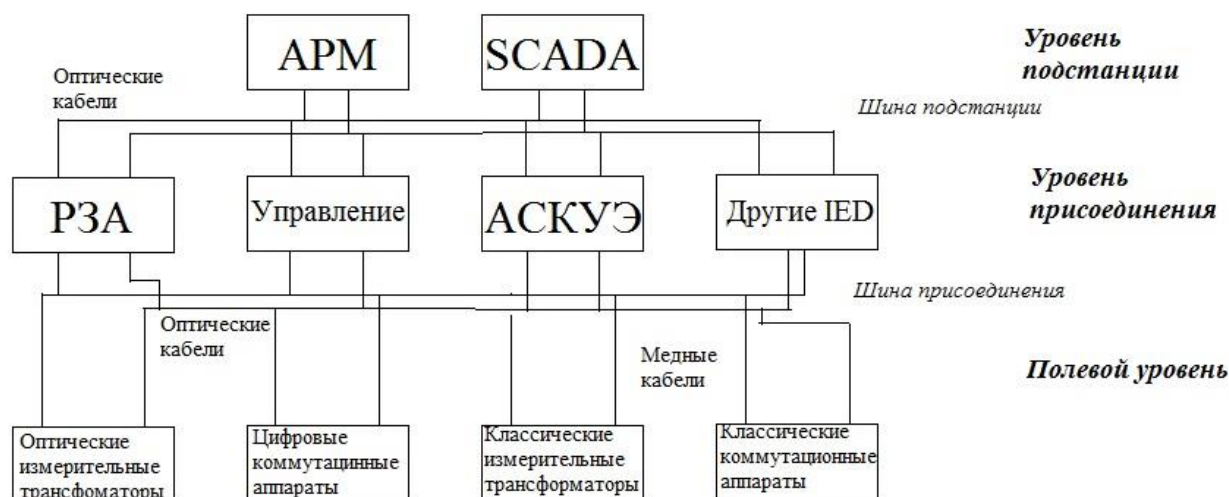 АРМ
SCADA
Уровень
подстанции
Оптические
кабели
Шина подстанции
РЗА
Управление
АСКУЭ
Другие IED
Уровень
присоединения
Шина присоединения
Оптические
кабели
Медные
кабели
Полевой уровень
Оптические
измерительные
трансфоматоры
Цифровые
коммутацинные
аппараты
Классические
измерительные
трансформаторы
Классические
коммутационные
аппараты